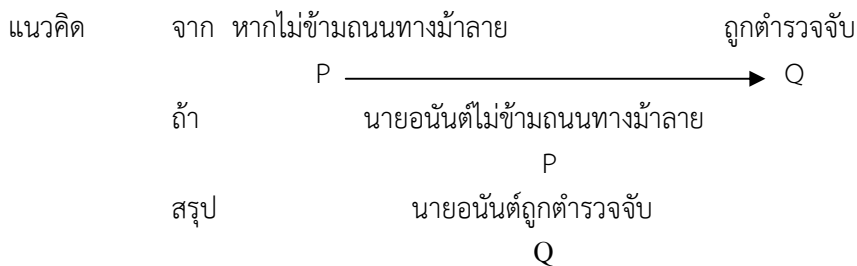 แนวคิด จาก หากไม่ข้ามถนนทางม้าลาย ถูกตำรวจจับ
P Q
ถ้า นายอนันต์ไม่ข้ามถนนทางม้าลาย
P
สรุป นายอนันต์ถูกตำรวจจับ
Q